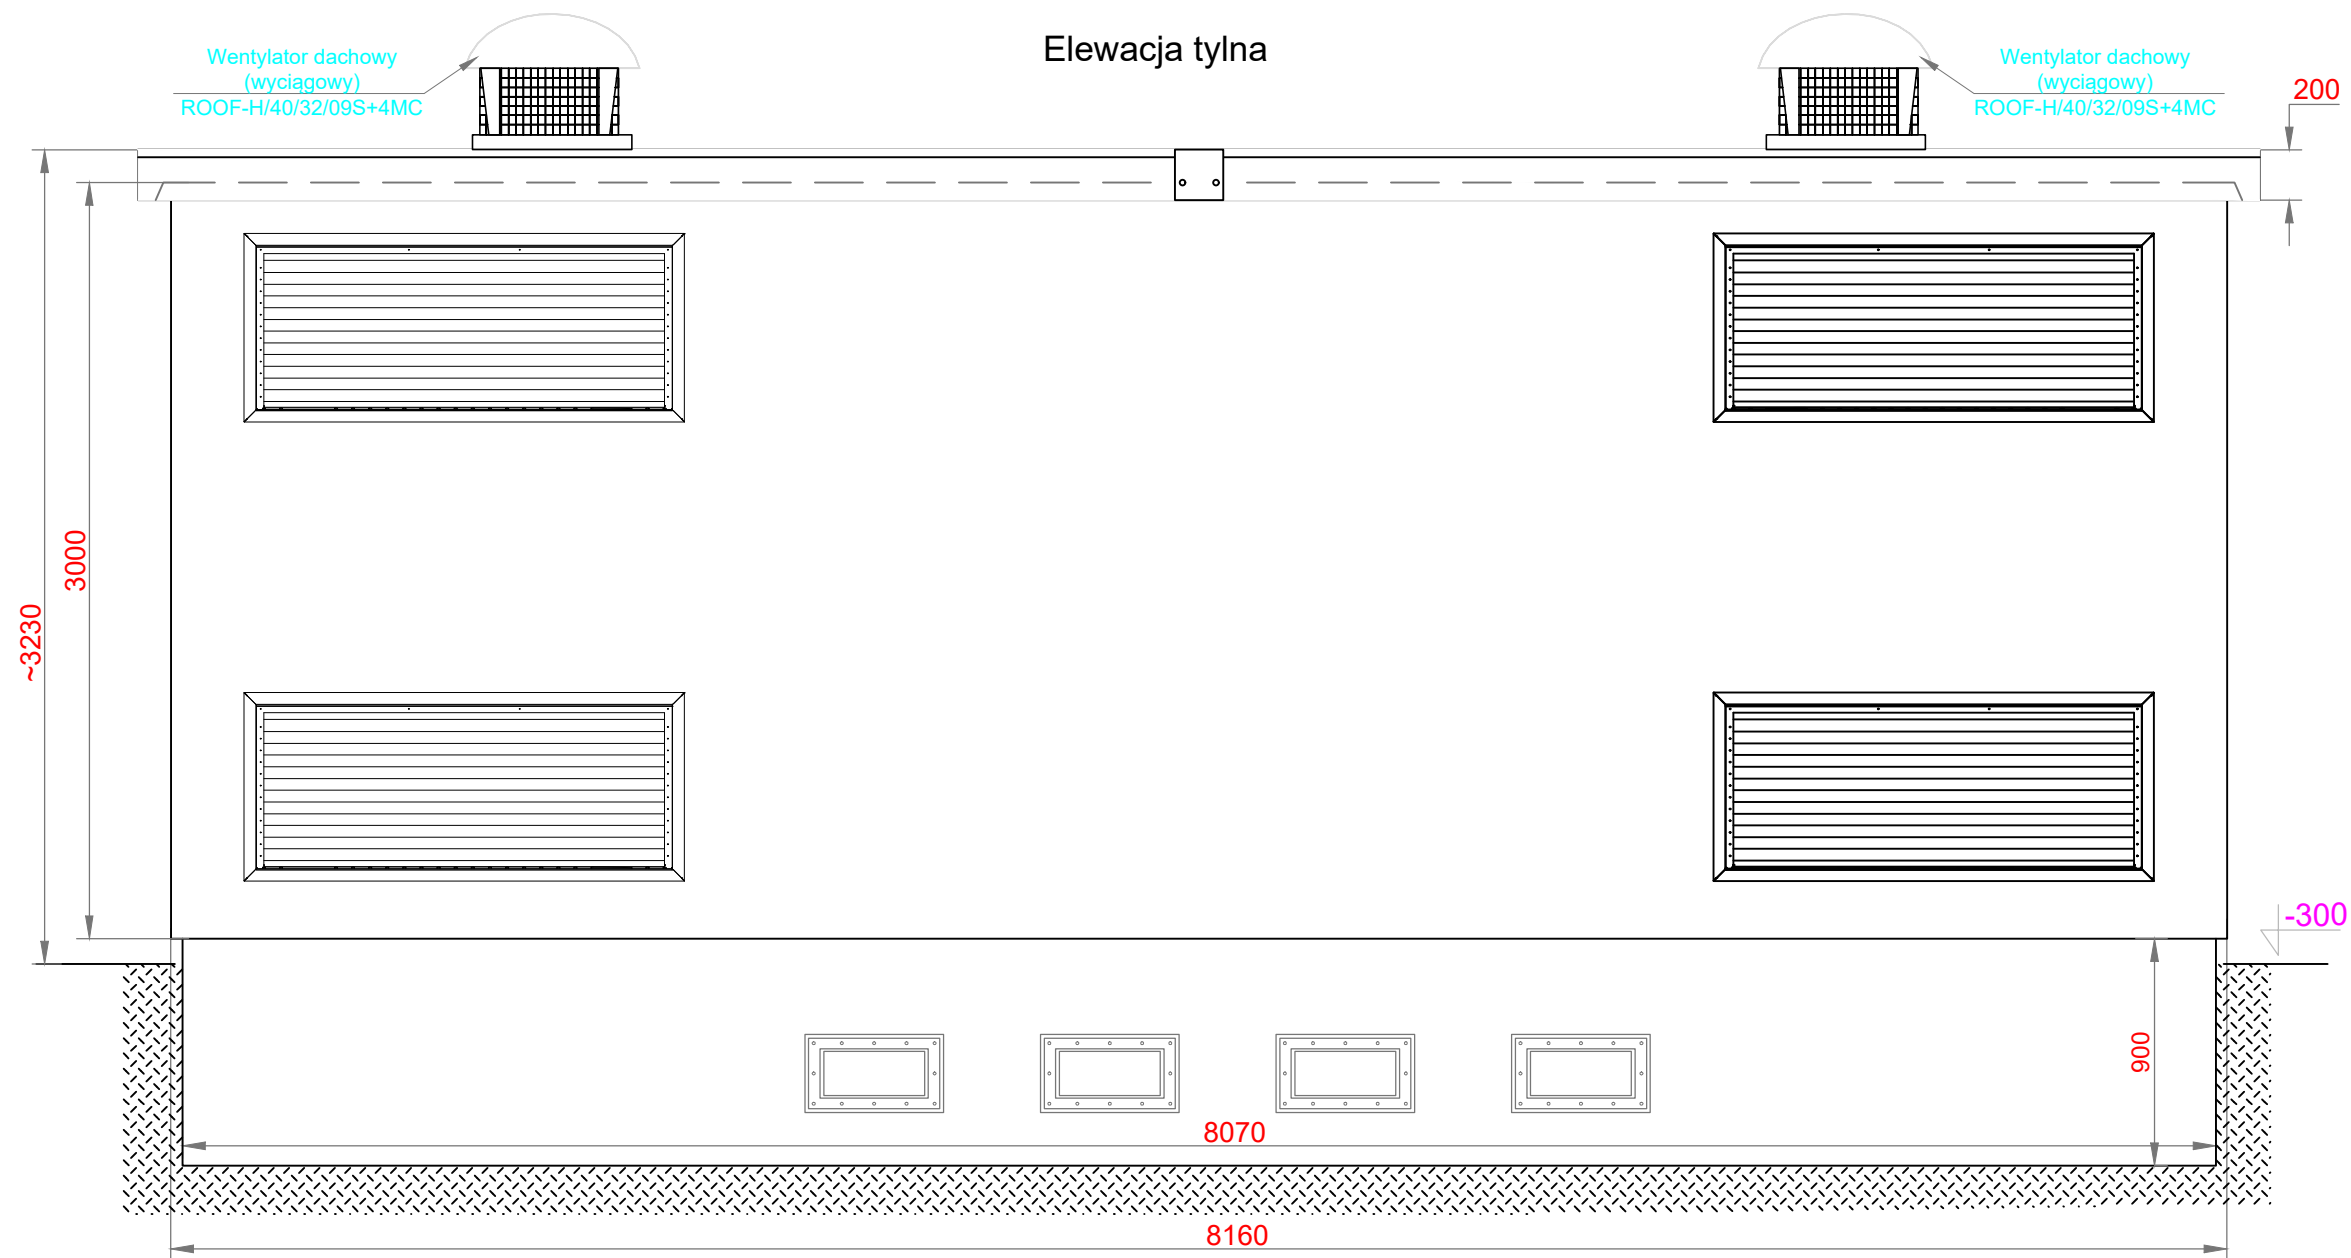 Elewacja tylna
Wentylator dachowy
(wyciągowy)
ROOF-H/40/32/09S+4MC
Wentylator dachowy
(wyciągowy)
ROOF-H/40/32/09S+4MC
200
3000
~3230
-300
900
8070
8160